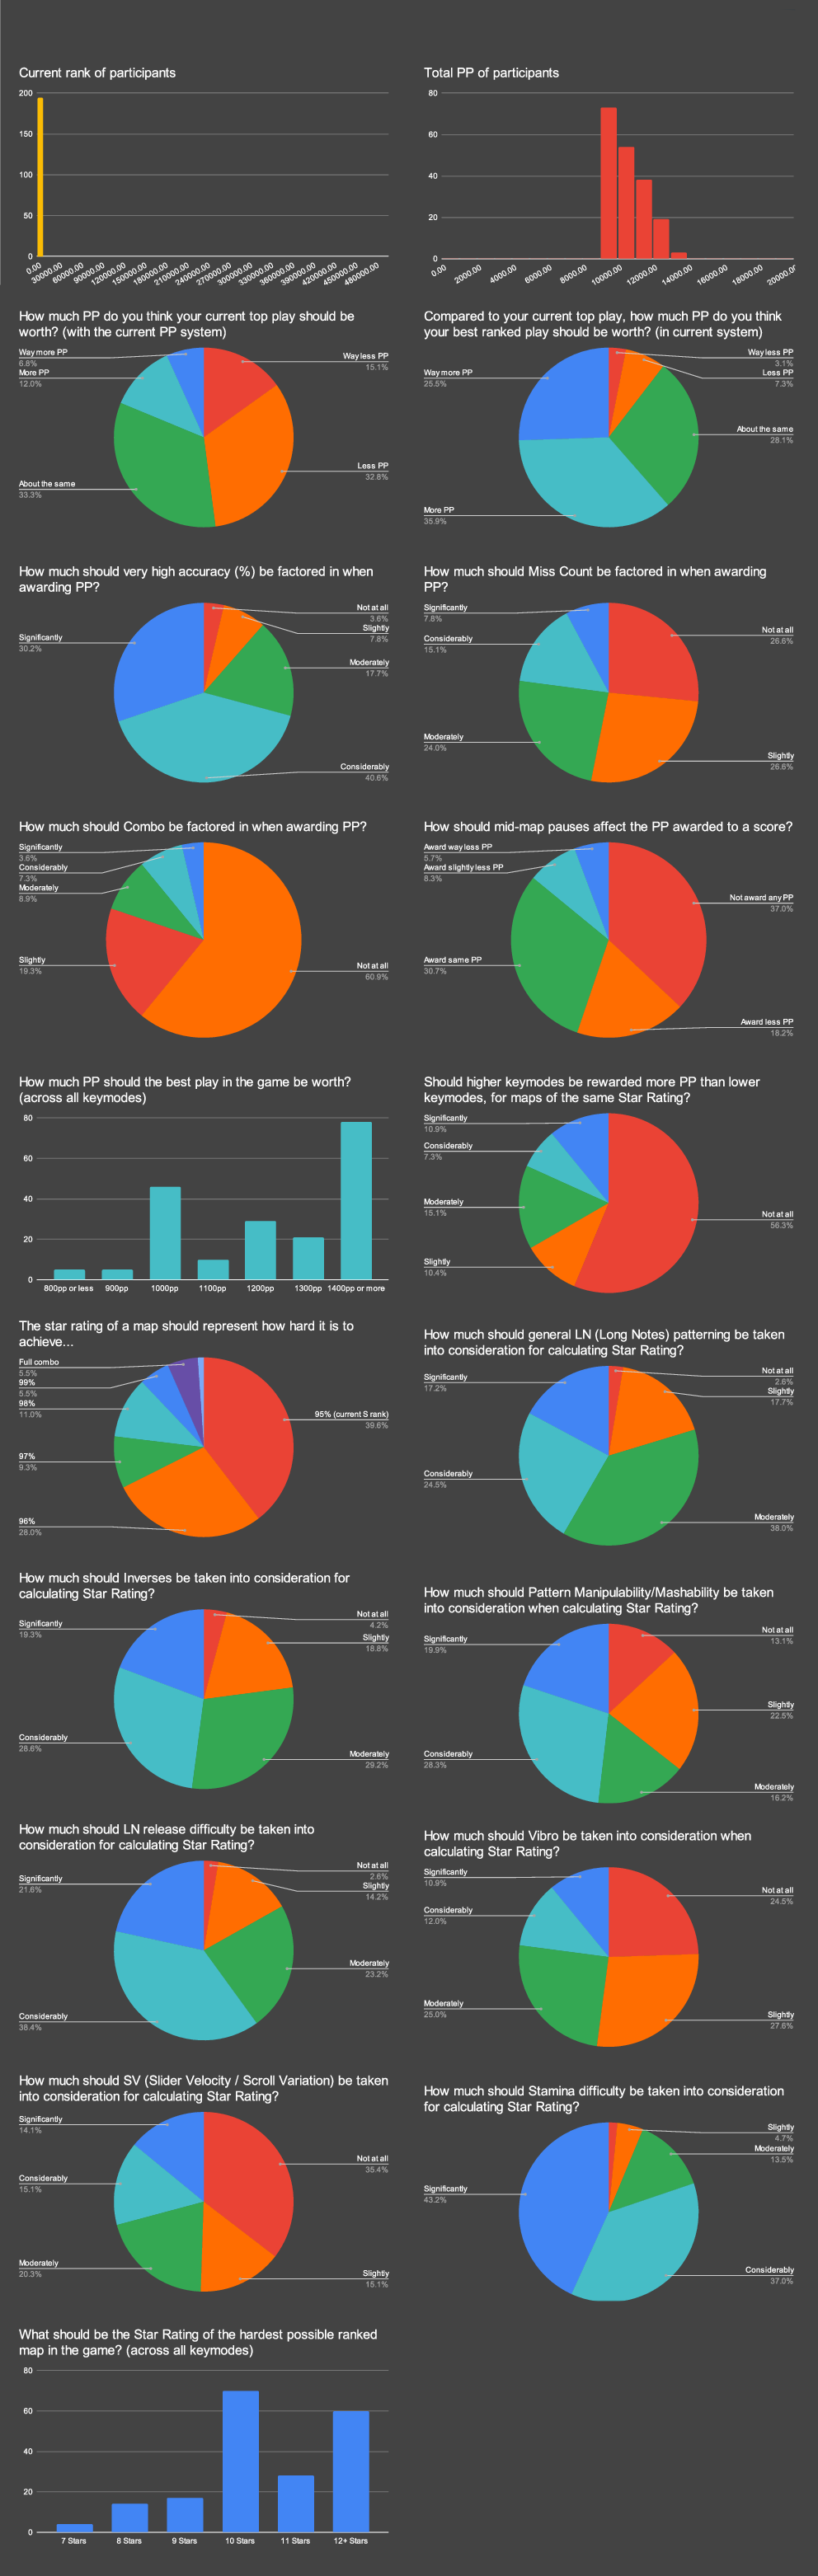 Current rank of participants
200
150
100
50
0
0.00
30000.00
60000.00
90000.00
120000.00
150000.00
180000.00
210000.00
240000.00
270000.00
300000.00
330000.00
360000.00
390000.00
420000.00
450000.00
480000.00
Total PP of participants
80
60
40
20
0
0.00
2000.00
4000.00
6000.00
8000.00
10000.00
12000.00
14000.00
16000.00
18000.00
20000.0
How much PP do you think your current top play should be
worth? (with the current PP system)
Way more PP
6.8%
More PP
12.0%
About the same
33.3%
Way less PP
15.1%
Less PP
32.8%
Compared to your current top play, how much PP do you think
your best ranked play should be worth? (in current system)
Way more PP
25.5%
More PP
35.9%
Way less PP
3.1%
Less PP
7.3%
About the same
28.1%
How much should very high accuracy (%) be factored in when
awarding PP?
Significantly
30.2%
Not at all
3.6%
Slightly
7.8%
Moderately
17.7%
Considerably
40.6%
How much should Miss Count be factored in when awarding
PP?
Significantly
7.8%
Considerably
15.1%
Moderately
24.0%
Not at all
26.6%
Slightly
26.6%
How much should Combo be factored in when awarding PP?
Significantly
3.6%
Considerably
7.3%
Moderately
8.9%
Slightly
19.3%
Not at all
60.9%
How should mid-map pauses affect the PP awarded to a score?
Award way less PP
5.7%
Award slightly less PP
8.3%
Award same PP
30.7%
Not award any PP
37.0%
Award less PP
18.2%
How much PP should the best play in the game be worth?
(across all keymodes)
80
60
40
20
0
800pp or less
900pp
1000pp
1100pp
1200pp
1300pp
1400pp or more
Should higher keymodes be rewarded more PP than lower
keymodes, for maps of the same Star Rating?
Significantly
10.9%
Considerably
7.3%
Moderately
15.1%
Slightly
10.4%
Not at all
56.3%
The star rating of a map should represent how hard it is to
achieve...
Full combo
5.5%
99%
5.5%
98%
11.0%
97%
9.3%
96%
28.0%
95% (current S rank)
39.6%
How much should general LN (Long Notes) patterning be taken
into consideration for calculating Star Rating?
Significantly
17.2%
Considerably
24.5%
Not at all
2.6%
Slightly
17.7%
Moderately
38.0%
How much should Inverses be taken into consideration for
calculating Star Rating?
Significantly
19.3%
Considerably
28.6%
Not at all
4.2%
Slightly
18.8%
Moderately
29.2%
How much should Pattern Manipulability/Mashability be taken
into consideration when calculating Star Rating?
Significantly
19.9%
Considerably
28.3%
Not at all
13.1%
Slightly
22.5%
Moderately
16.2%
How much should LN release difficulty be taken into
consideration for calculating Star Rating?
Significantly
21.6%
Considerably
38.4%
Not at all
2.6%
Slightly
14.2%
Moderately
23.2%
How much should Vibro be taken into consideration when
calculating Star Rating?
Significantly
10.9%
Considerably
12.0%
Moderately
25.0%
Not at all
24.5%
Slightly
27.6%
How much should SV (Slider Velocity / Scroll Variation) be taken
into consideration for calculating Star Rating?
Significantly
14.1%
Considerably
15.1%
Moderately
20.3%
Not at all
35.4%
Slightly
15.1%
How much should Stamina difficulty be taken into consideration
for calculating Star Rating?
Significantly
43.2%
Slightly
4.7%
Moderately
13.5%
Considerably
37.0%
What should be the Star Rating of the hardest possible ranked
map in the game? (across all keymodes)
80
60
40
20
0
7 Stars
8 Stars
9 Stars
10 Stars
11 Stars
12+ Stars